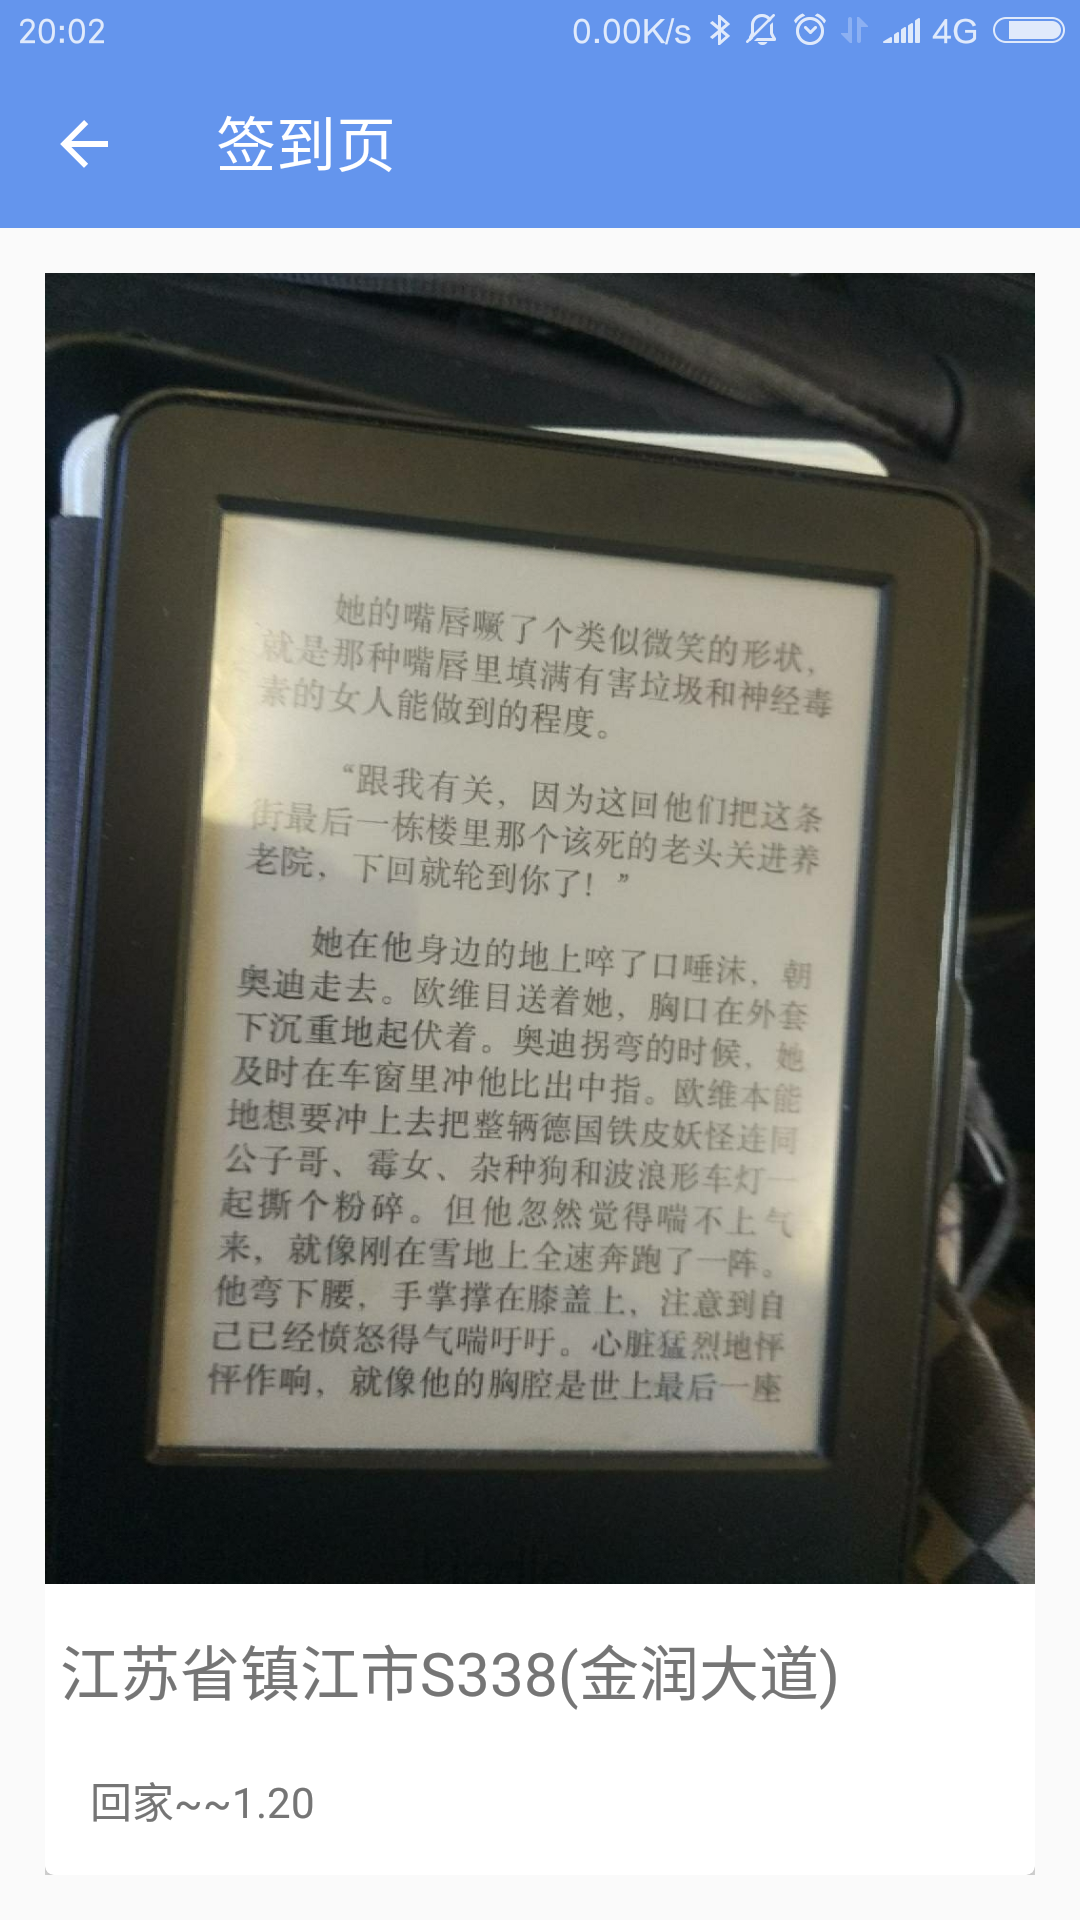 20:02
0.00K/s 4G
签到页
她的嘴唇噘了个类似微笑的形状，
就是那种嘴唇里填满有害垃圾和神经毒
素的女人能做到的程度。
“跟我有关，因为这回他们把这条
街最后一栋楼里那个该死的老头关进养
老院，下回就轮到你了！”
她在他身边的地上啐了口唾沫，朝
奥迪走去。欧维目送着她，胸口在外套
下沉重地起伏着。奥迪拐弯的时候，她
及时在车窗里冲他比出中指。欧维本能
地想要冲上去把整辆德国铁皮妖怪连同
公子哥、霉女、杂种狗和波浪形车灯一
起撕个粉碎。但他忽然觉得喘不上气
来，就像刚在雪地上全速奔跑了一阵。
他弯下腰，手掌撑在膝盖上，注意到自
己已经愤怒得气喘吁吁。心脏猛烈地怦
怦作响，就像他的胸腔是世上最后一座
kindle
江苏省镇江市S338(金润大道)
回家~~1.20